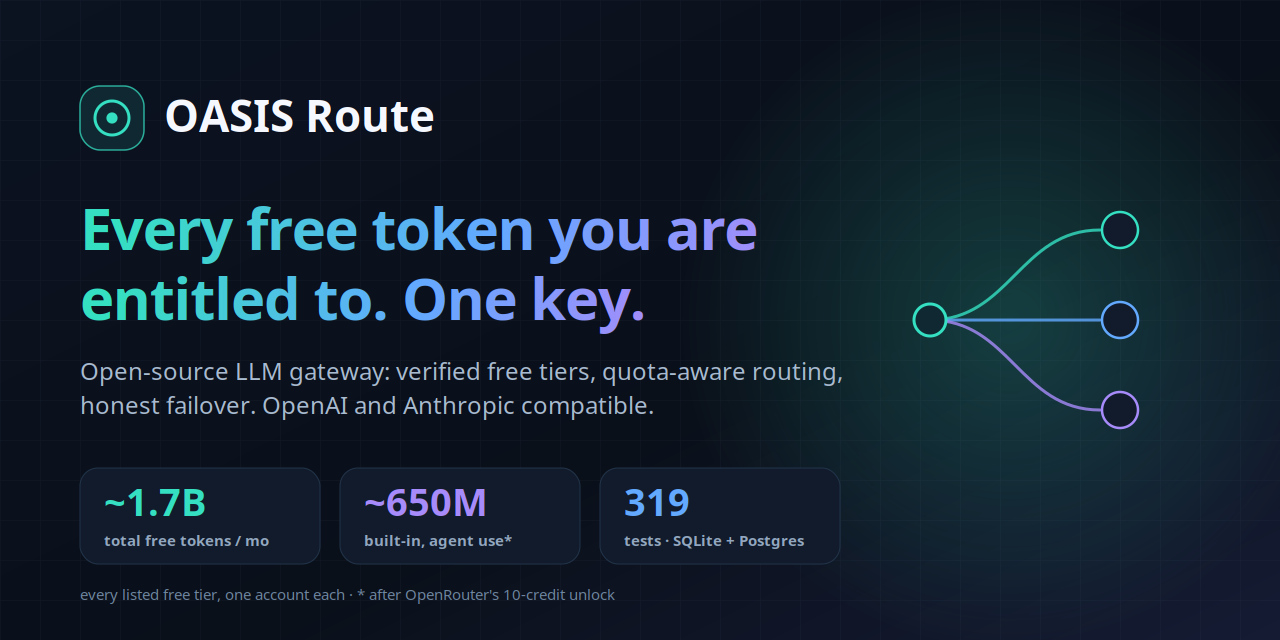 OASIS Route
Every free token you are
entitled to. One key.
Open-source LLM gateway: verified free tiers, quota-aware routing,
honest failover. OpenAI and Anthropic compatible.
~1.7B
total free tokens / mo
~650M
built-in, agent use*
319
tests · SQLite + Postgres
every listed free tier, one account each · * after OpenRouter's 10-credit unlock